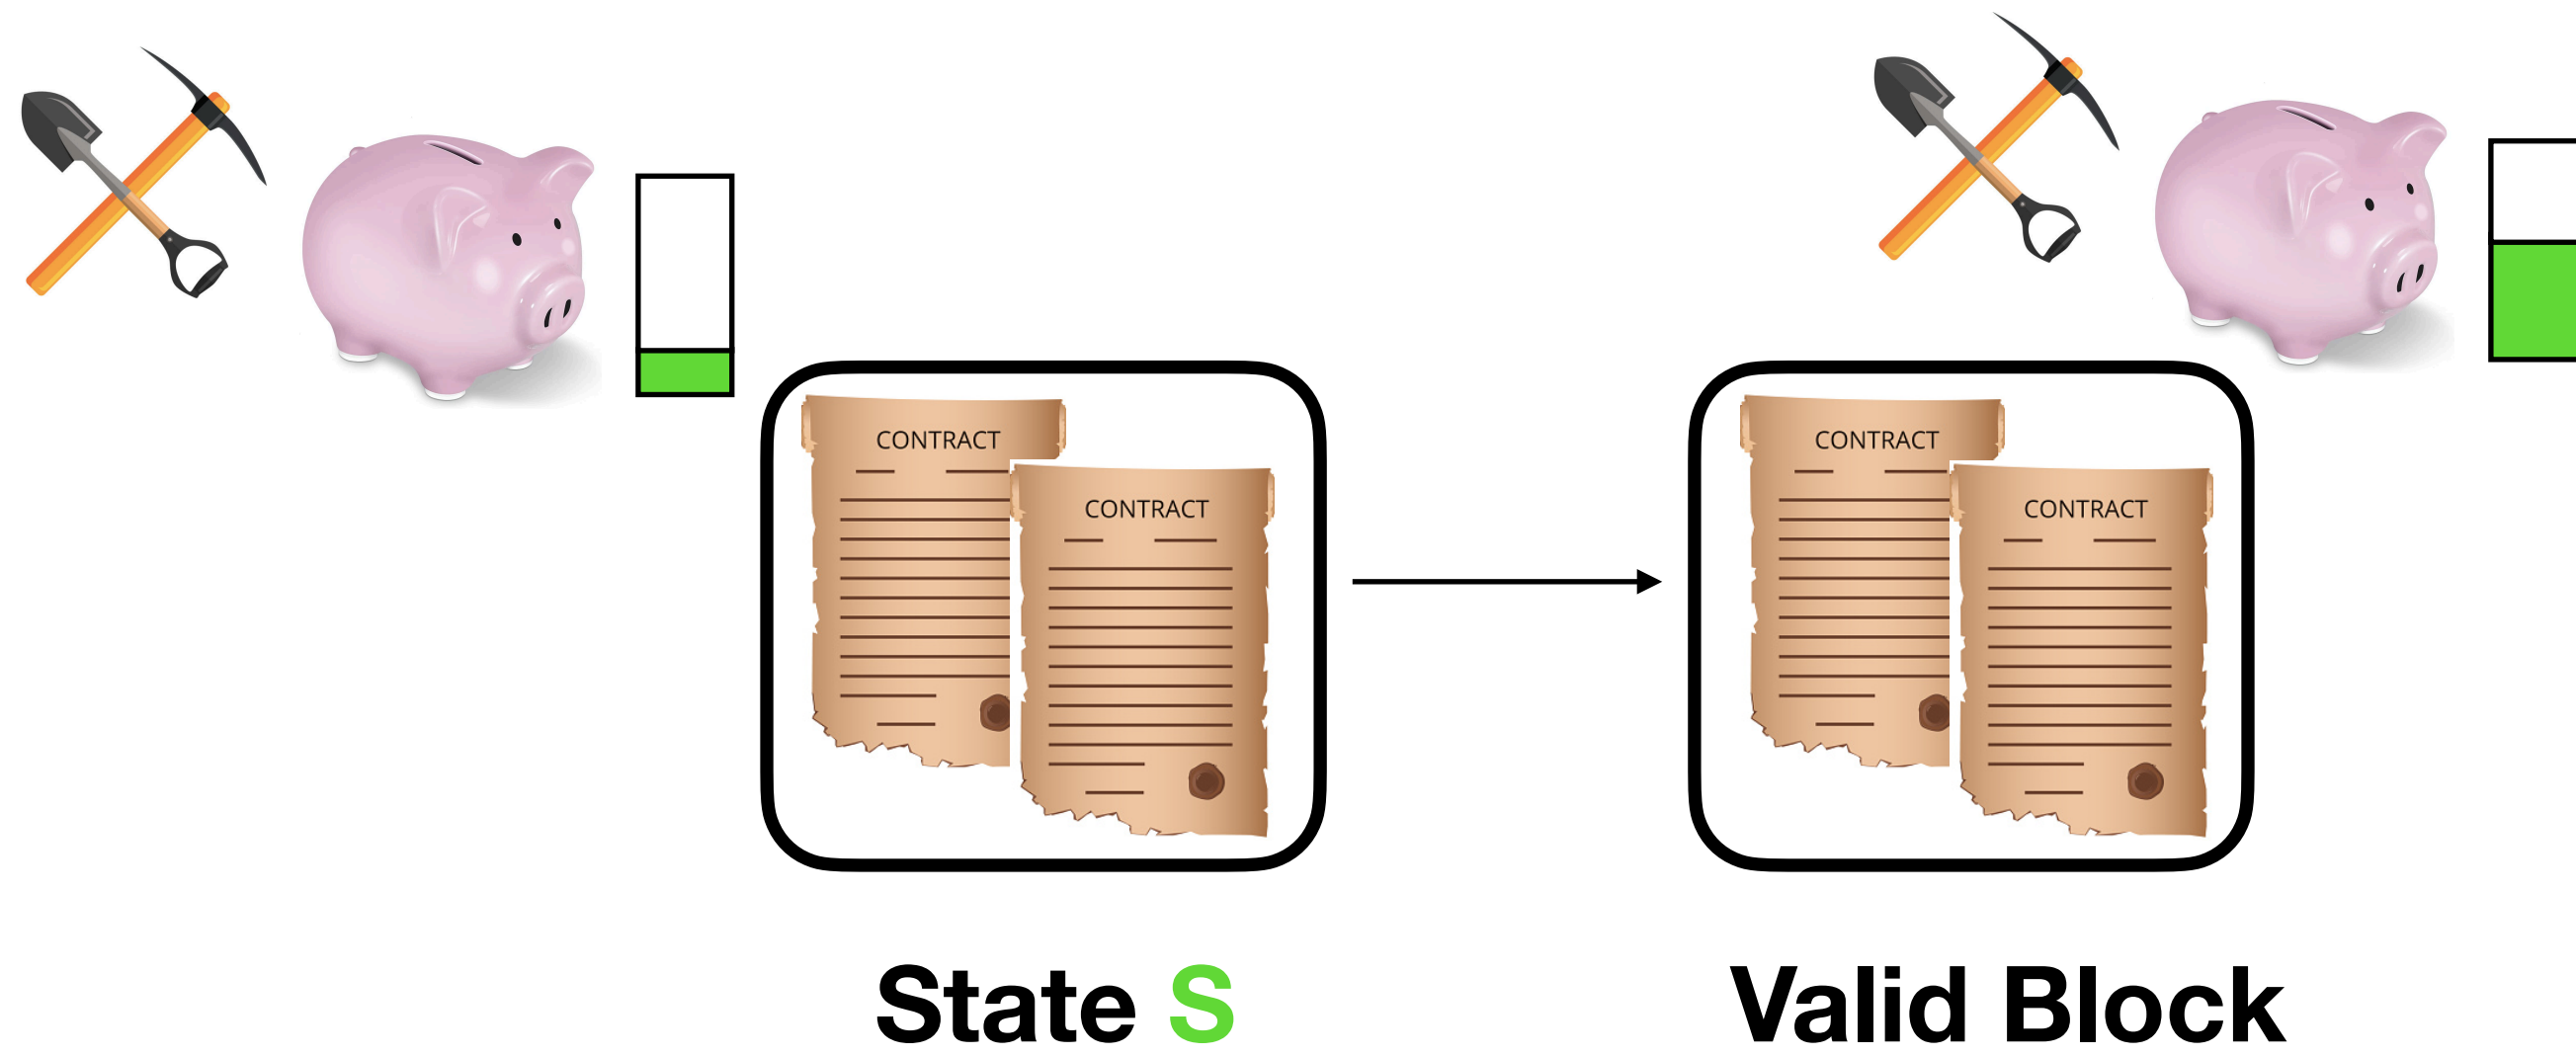 CONTRACT
CONTRACT
CONTRACT
CONTRACT
State S
Valid Block